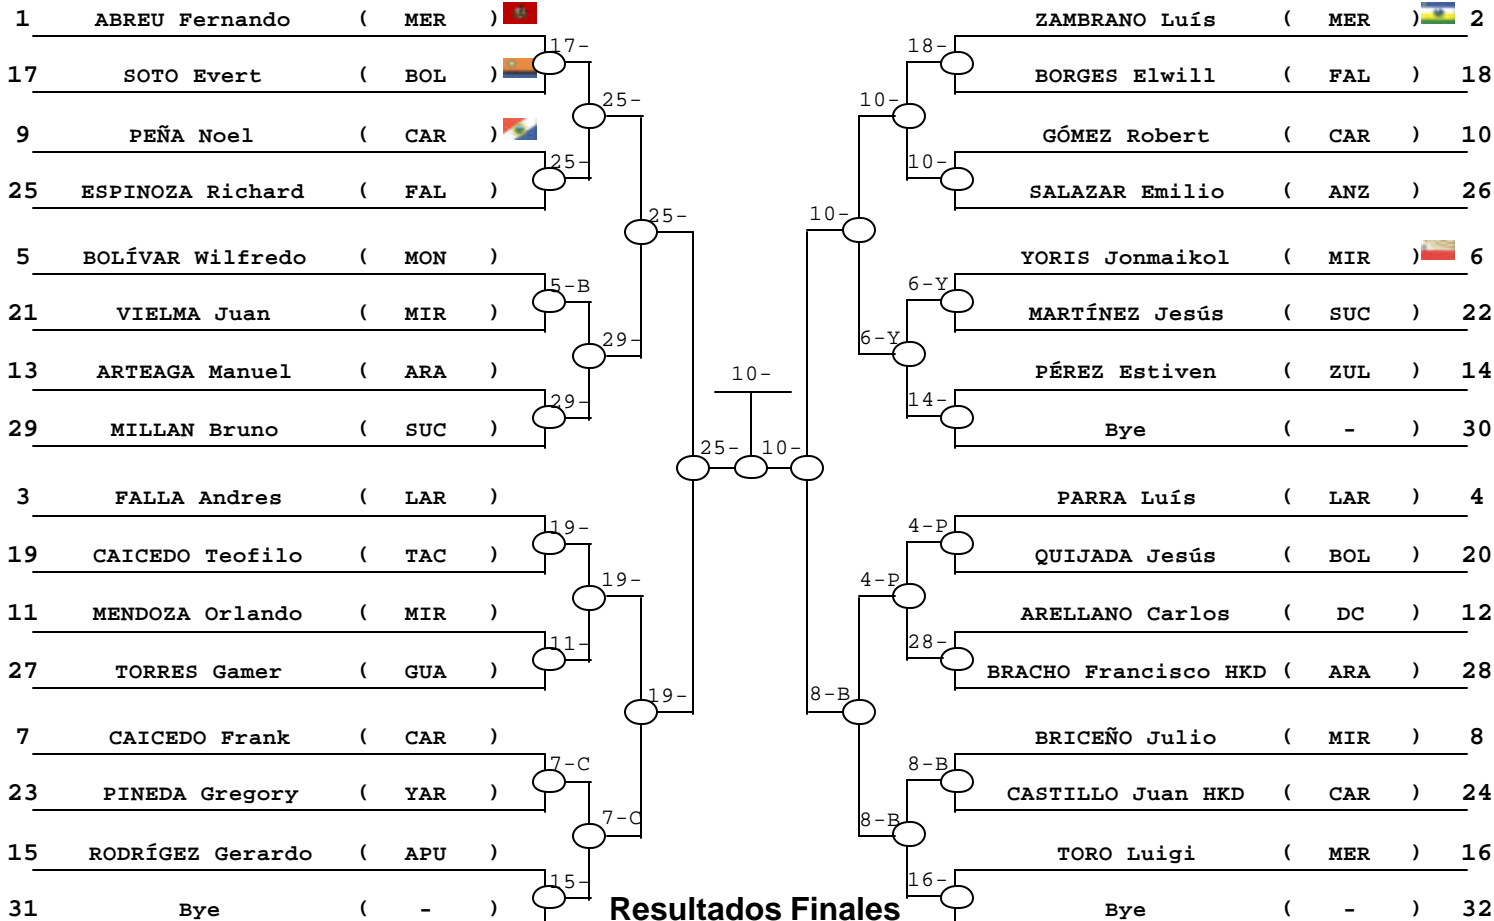 1 ABREU Fernando ( MER ) ZAMBRANO Luís ( MER ) 2
17- 18-
17 SOTO Evert ( BOL ) BORGES Elwill ( FAL ) 18
25- 10-
9 PEÑA Noel ( CAR ) GÓMEZ Robert ( CAR ) 10
25- 10-
25 ESPINOZA Richard ( FAL ) SALAZAR Emilio ( ANZ ) 26
25- 10-
5 BOLÍVAR Wilfredo ( MON ) YORIS Jonmaikol ( MIR ) 6
5-B 6-Y
21 VIELMA Juan ( MIR ) MARTÍNEZ Jesús ( SUC ) 22
29- 6-Y
13 ARTEAGA Manuel ( ARA ) 10- PÉREZ Estiven ( ZUL ) 14
29- 14-
29 MILLAN Bruno ( SUC ) Bye ( - ) 30
25- 10-
3 FALLA Andres ( LAR ) PARRA Luís ( LAR ) 4
19- 4-P
19 CAICEDO Teofilo ( TAC ) QUIJADA Jesús ( BOL ) 20
19- 4-P
11 MENDOZA Orlando ( MIR ) ARELLANO Carlos ( DC ) 12
11- 28-
27 TORRES Gamer ( GUA ) BRACHO Francisco HKD ( ARA ) 28
19- 8-B
7 CAICEDO Frank ( CAR ) BRICEÑO Julio ( MIR ) 8
7-C 8-B
23 PINEDA Gregory ( YAR ) CASTILLO Juan HKD ( CAR ) 24
7-C 8-B
15 RODRÍGEZ Gerardo ( APU ) TORO Luigi ( MER ) 16
15- 16-
31 Bye ( - ) Resultados Finales Bye ( - ) 32